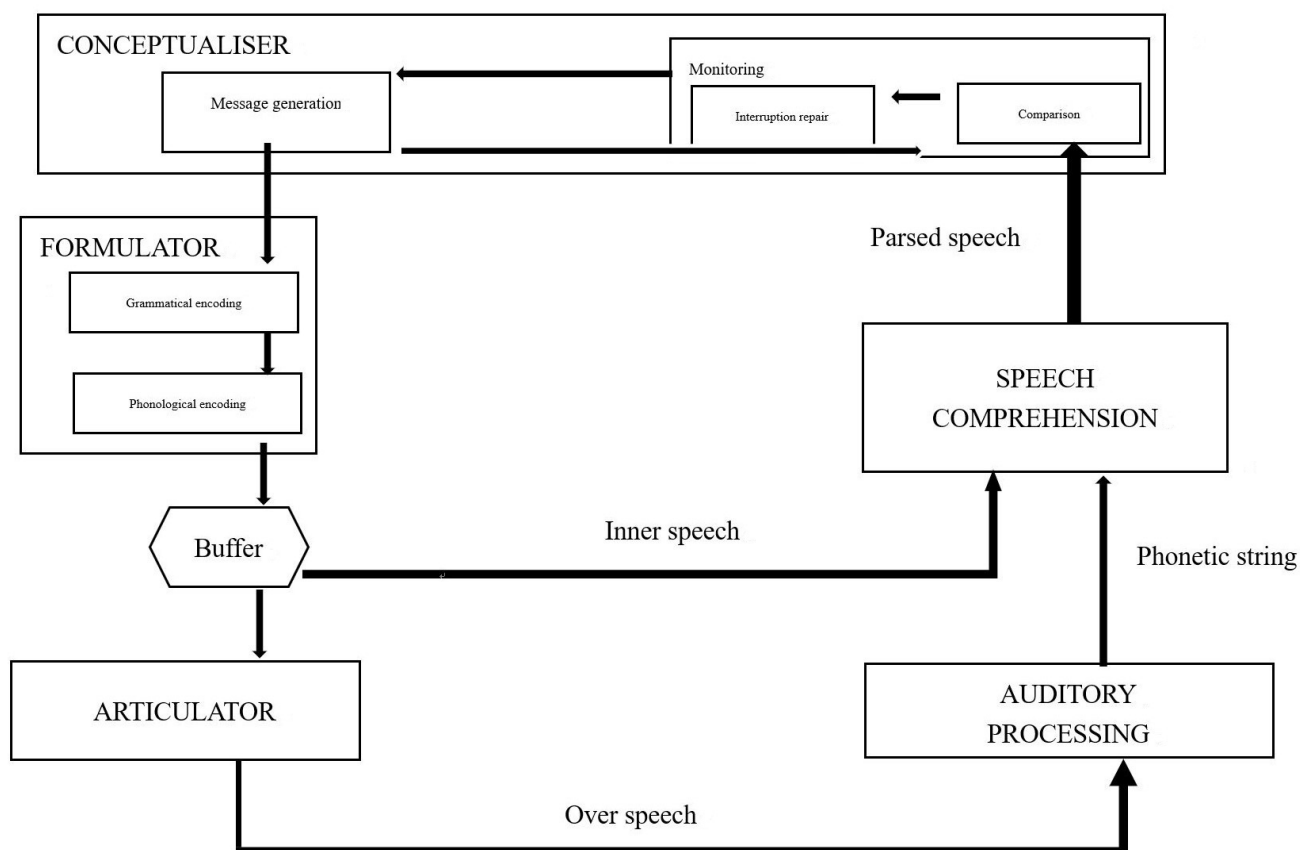 CONCEPTUALISER
Message generation
Monitoring
Interruption repair
Comparison
FORMULATOR
Grammatical encoding
Phonological encoding
Parsed speech
SPEECH
COMPREHENSION
Buffer
Inner speech
Phonetic string
ARTICULATOR
AUDITORY
PROCESSING
Over speech